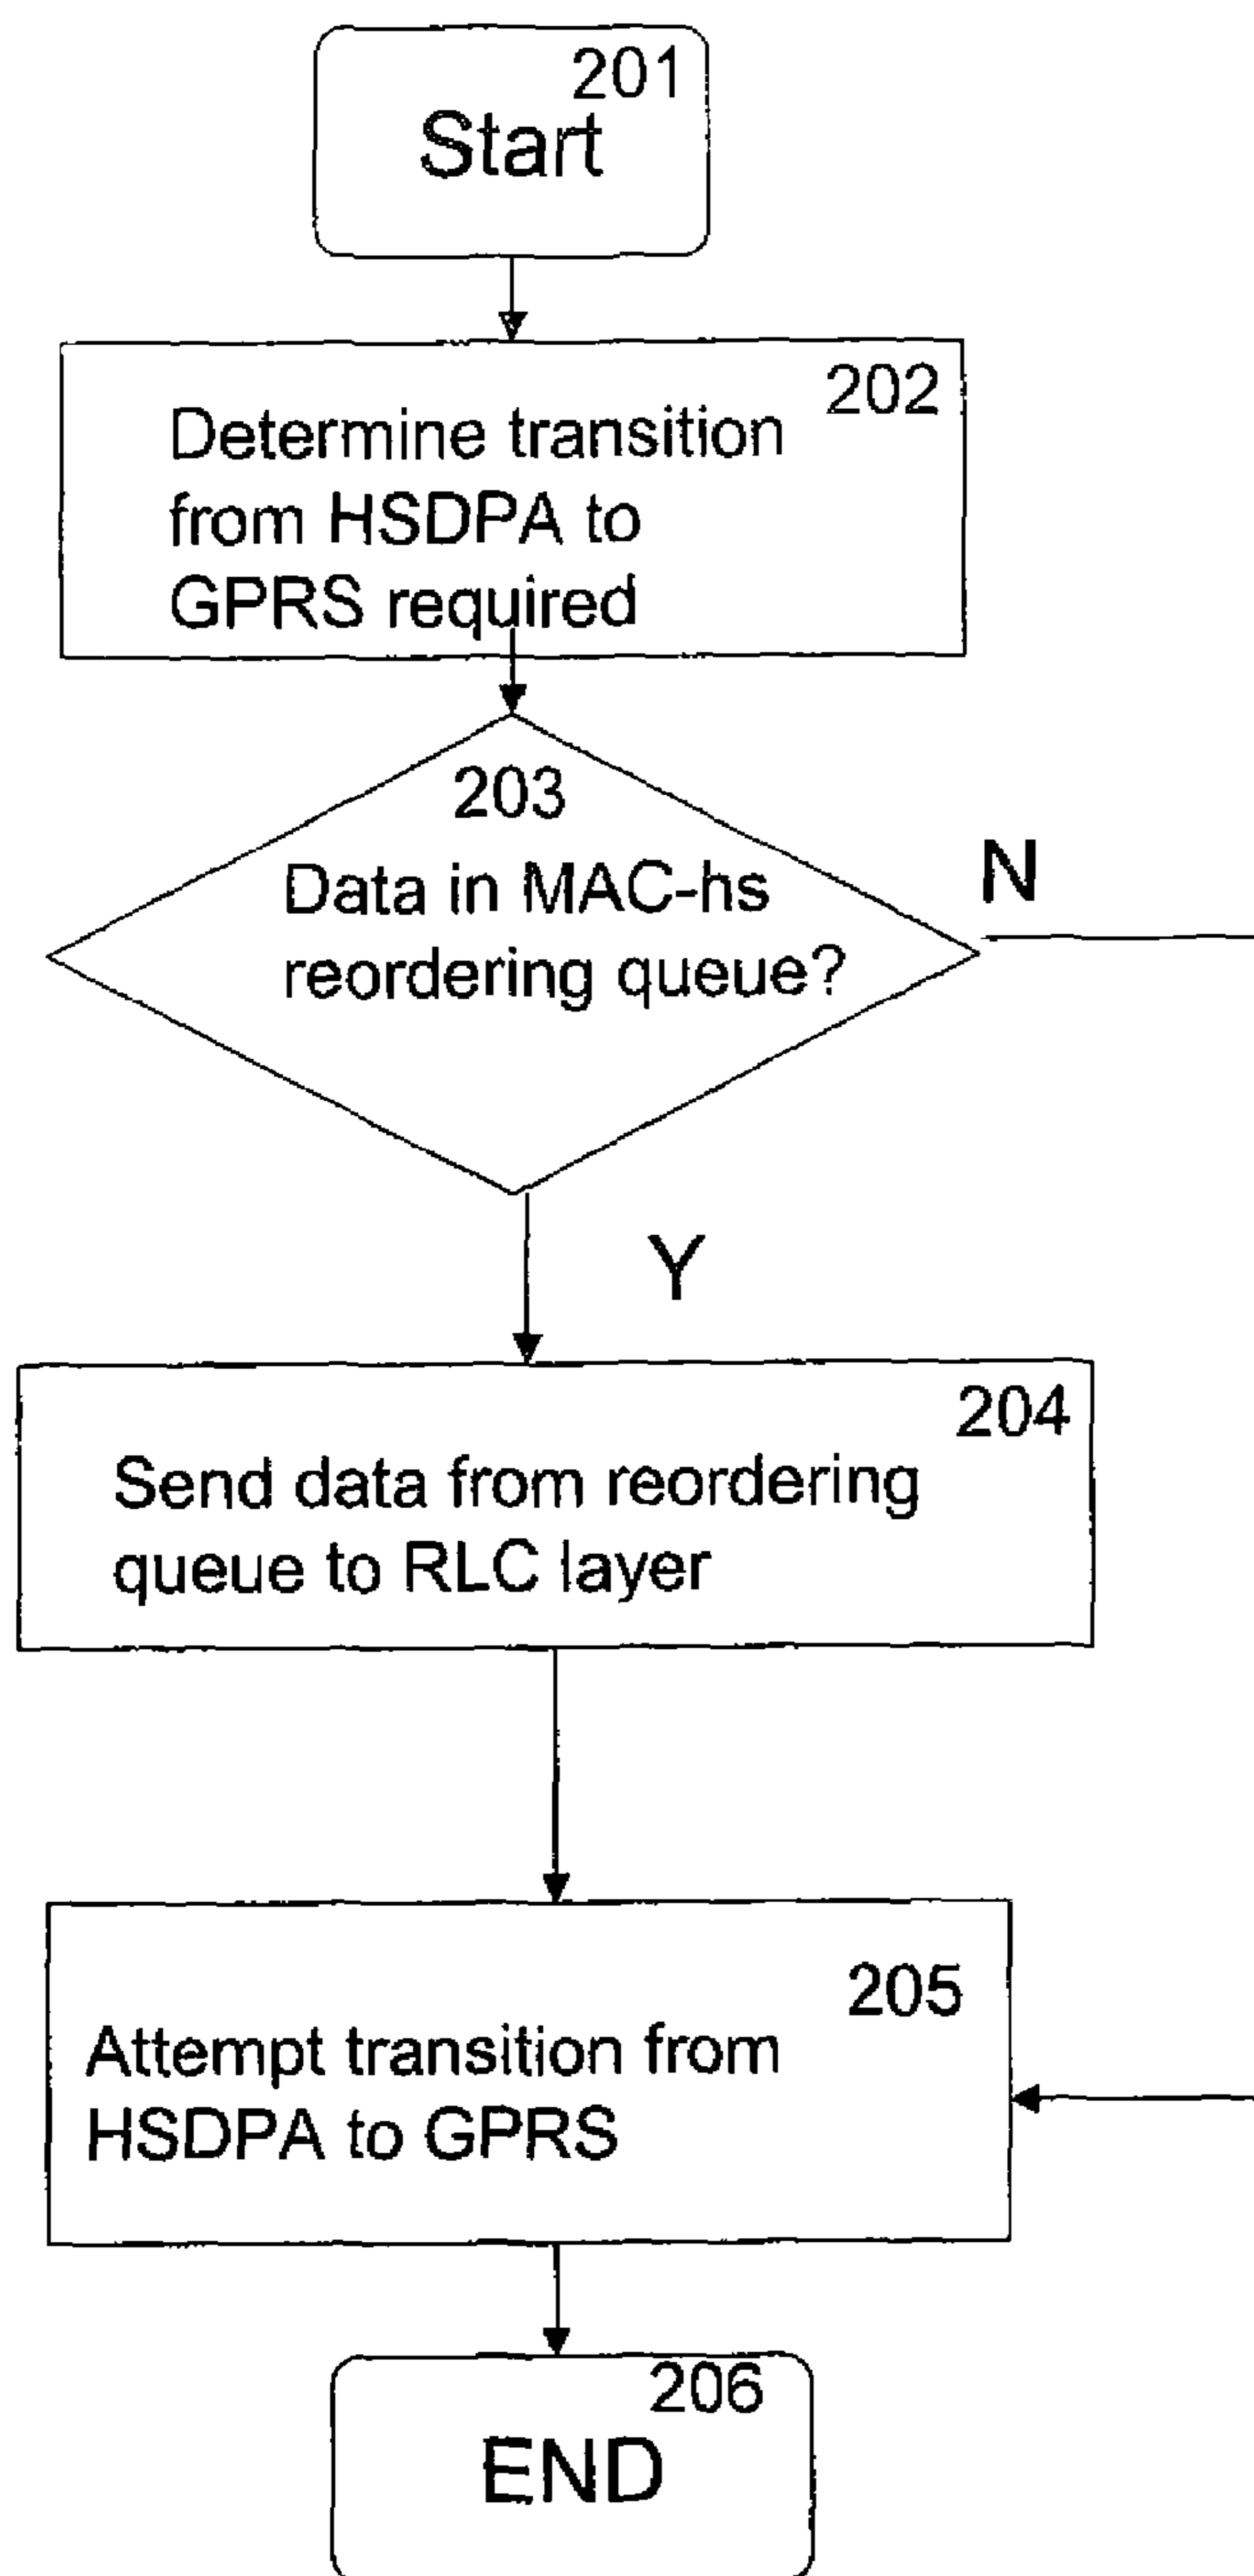 201
Start
202
Determine transition
from HSDPA to
GPRS required
203
Data in MAC-hs
reordering queue?
N
Y
204
Send data from reordering
queue to RLC layer
205
Attempt transition from
HSDPA to GPRS
206
END